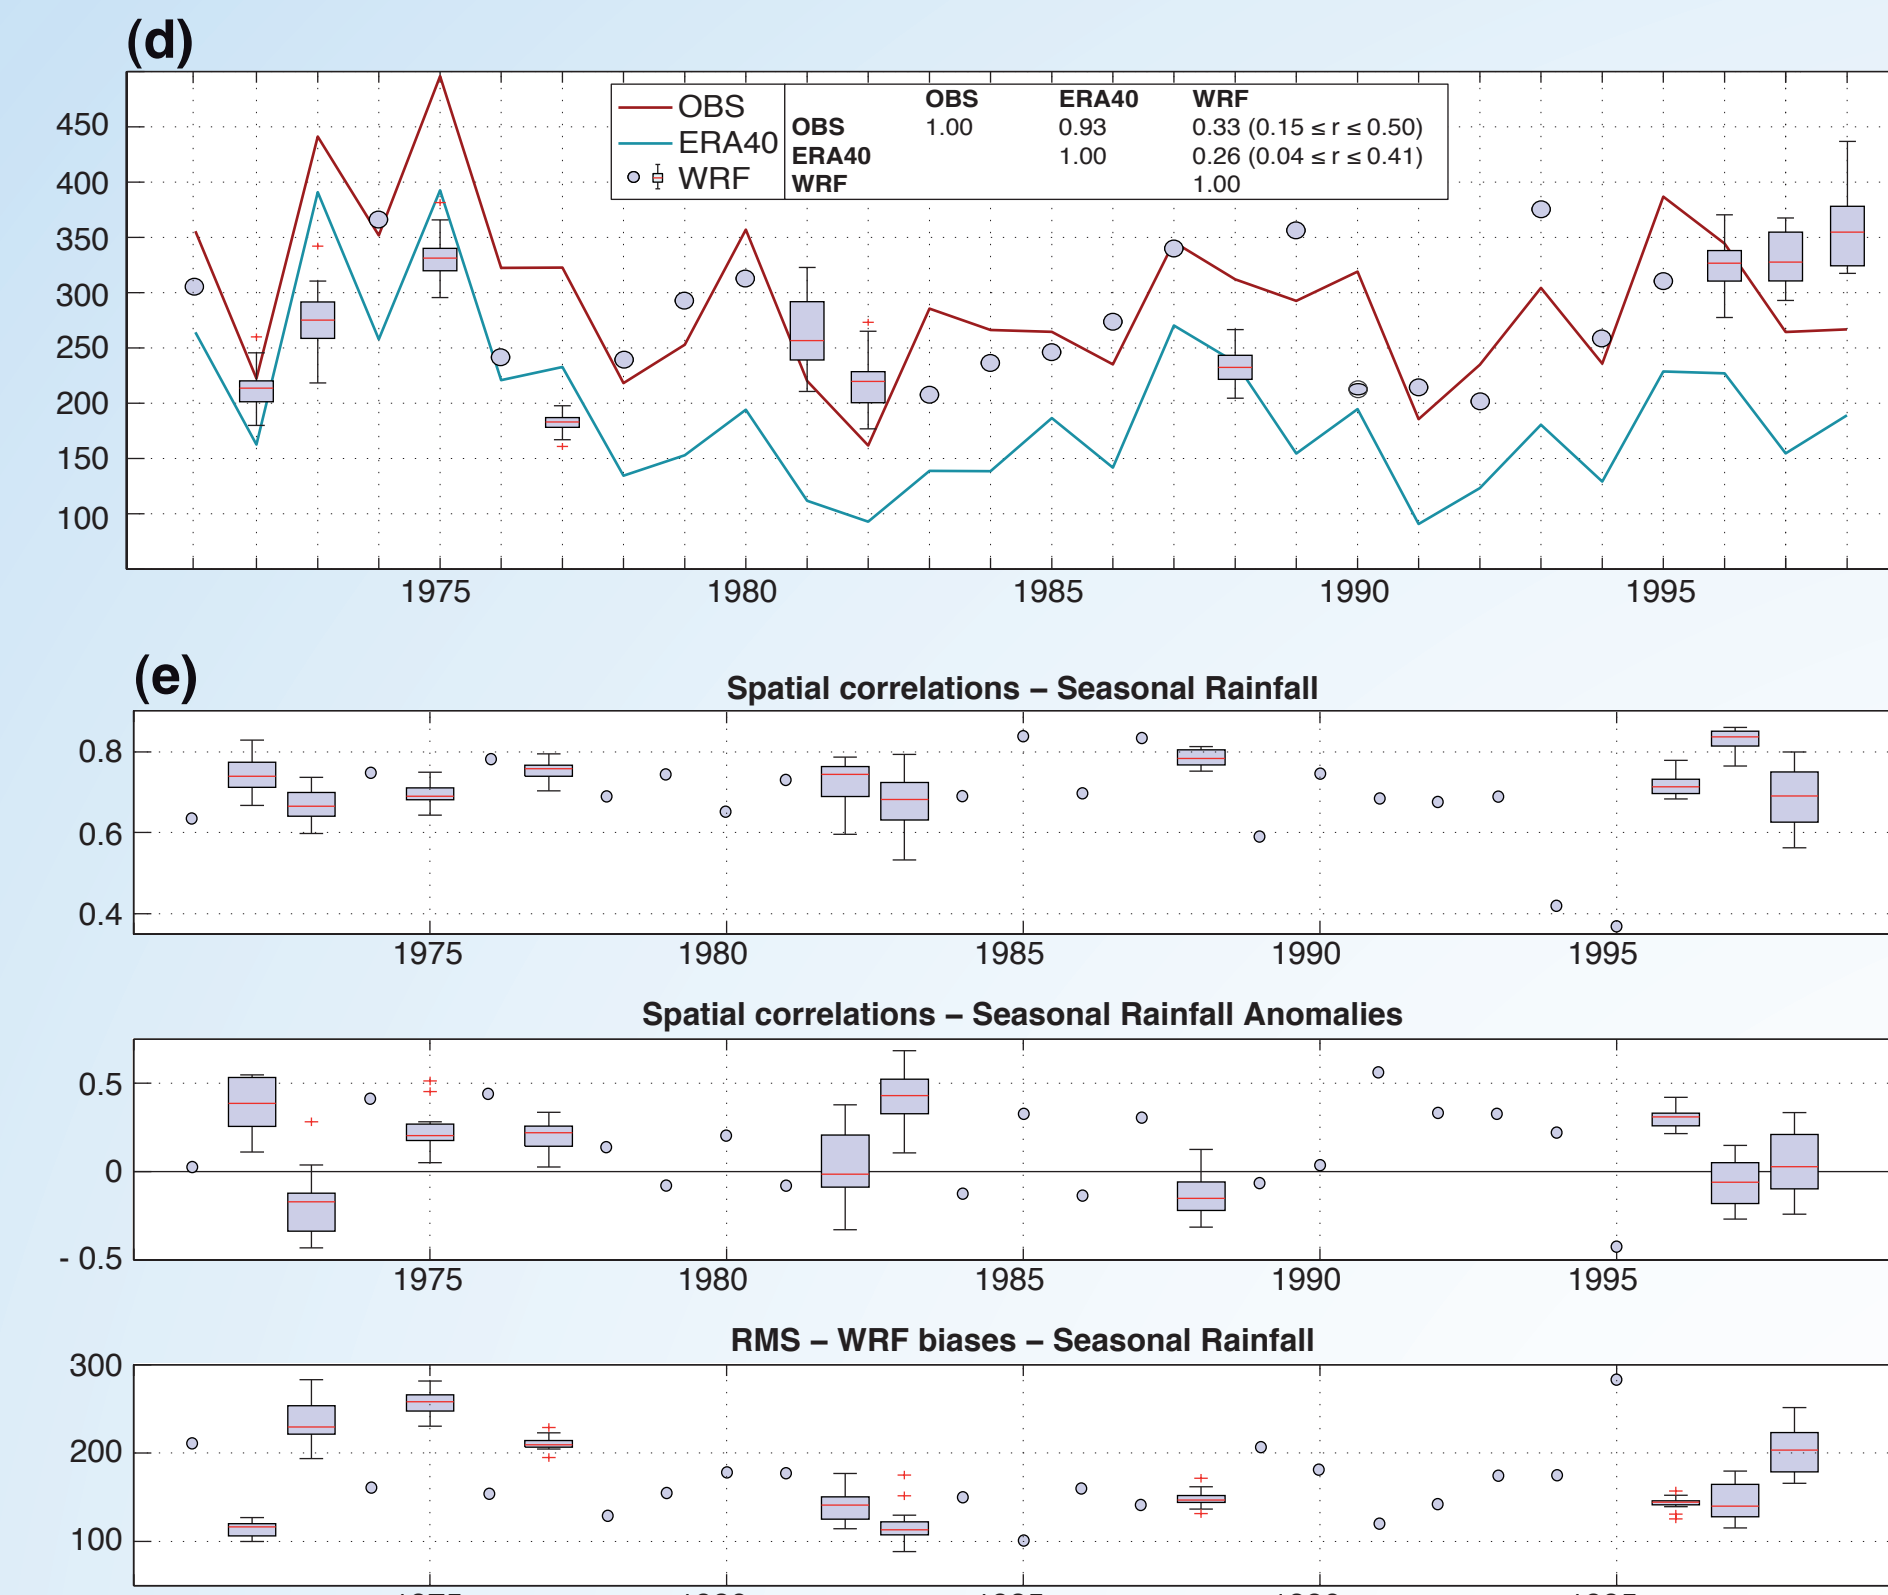 (d)
450
400
350
300
250
200
150
100
OBS
ERA40
WRF
OBS ERA40 WRF
OBS 1.00 0.93 0.33 (0.15 ≤ r ≤ 0.50)
ERA40 1.00 0.26 (0.04 ≤ r ≤ 0.41)
WRF 1.00
1975 1980 1985 1990 1995
(e)
Spatial correlations – Seasonal Rainfall
0.8
0.6
0.4
1975 1980 1985 1990 1995
Spatial correlations – Seasonal Rainfall Anomalies
0.5
0
- 0.5
1975 1980 1985 1990 1995
RMS – WRF biases – Seasonal Rainfall
300
200
100